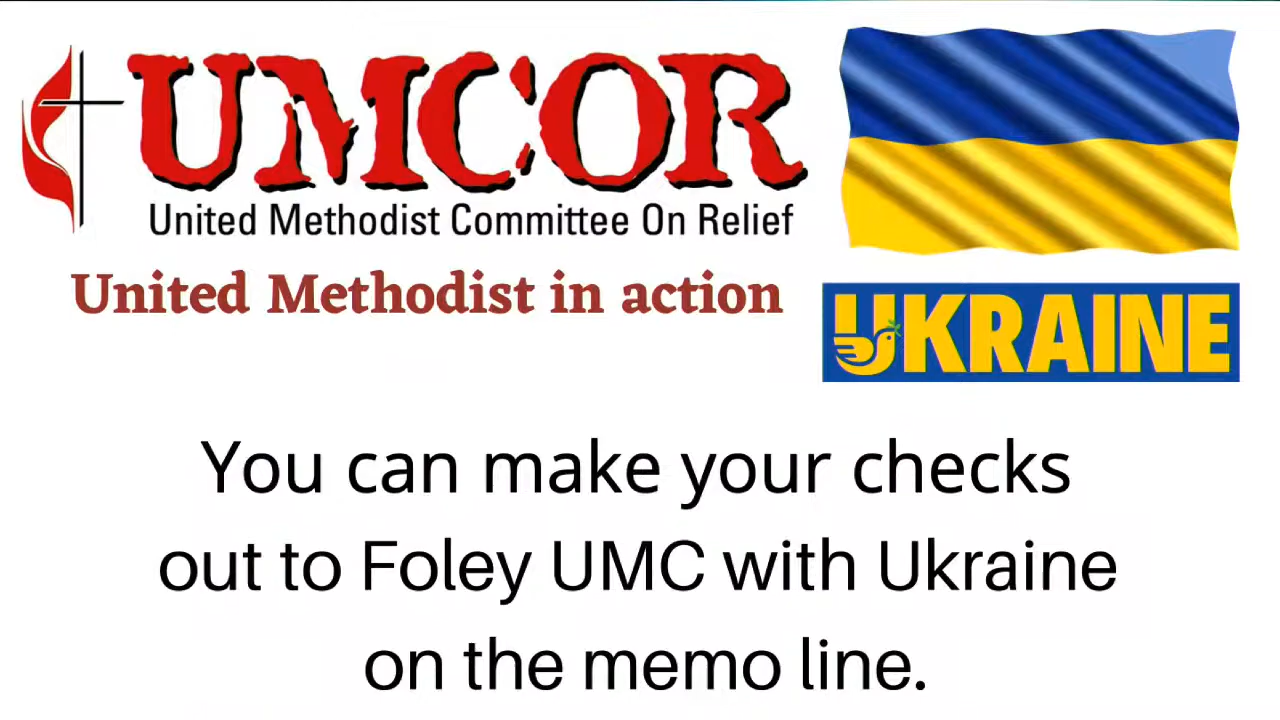 UMCOR
United Methodist Committee On Relief
United Methodist in action
UKRAINE
You can make your checks
out to Foley UMC with Ukraine
on the memo line.